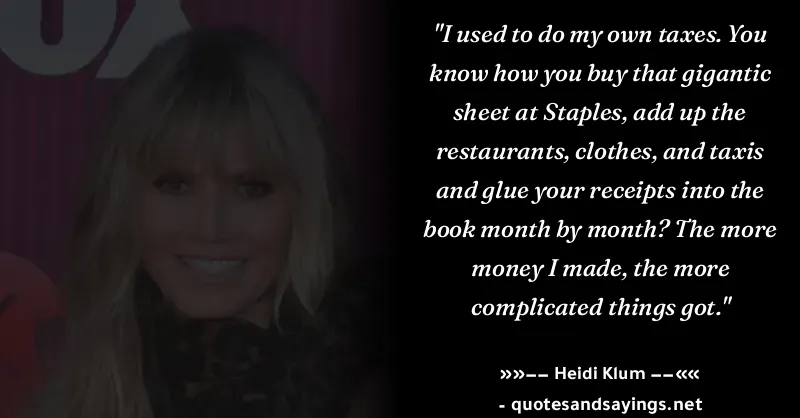 "I used to do my own taxes. You
know how you buy that gigantic
sheet at Staples, add up the
restaurants, clothes, and taxis
and glue your receipts into the
book month by month? The more
money I made, the more
complicated things got."
»»–– Heidi Klum ––««
- quotesandsayings.net